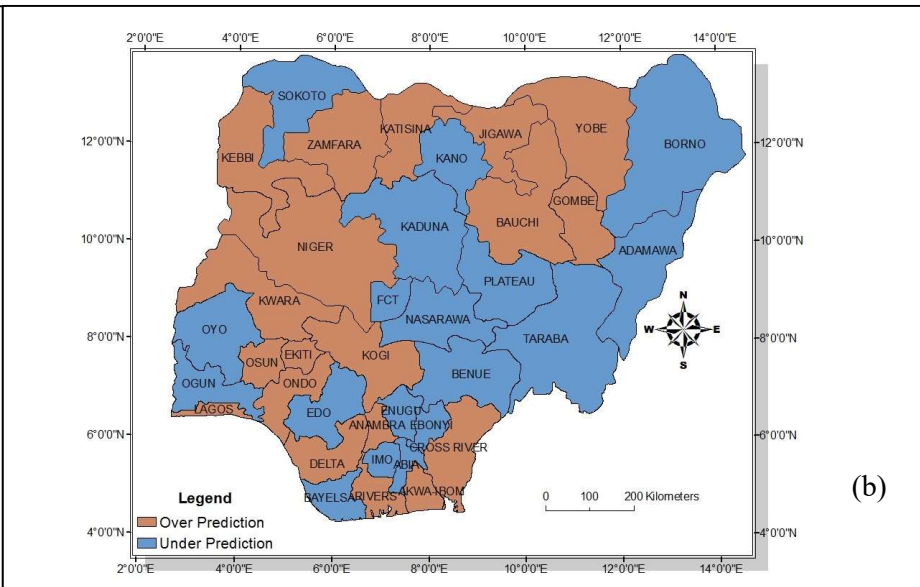 2°0'0"E 4°0'0"E 6°0'0"E 8°0'0"E 10°0'0"E 12°0'0"E 14°0'0"E
SOKOTO
12°0'0"N
KEBBI
ZAMFARA
KATISINA
KANO
JIGAWA
YOBE
BORNO
12°0'0"N
GOMBE
BAUCHI
KADUNA
10°0'0"N
NIGER
ADAMAWA
10°0'0"N
PLATEAU
FCT
KWARA
NASARAWA
N
W E
S
8°0'0"N
OYO
TARABA
8°0'0"N
OSUN
EKITI
KOGI
BENUE
OGUN
ONDO
LAGOS
EDO
ENUGU
ANAMBRA
EBONYI
6°0'0"N
6°0'0"N
CROSS RIVER
DELTA
IMO
ABIA
BAYELSA
RIVERS
AKWA-IBOM
0 100 200 Kilometers
(b)
Legend
Over Prediction
Under Prediction
4°0'0"N
4°0'0"N
2°0'0"E 4°0'0"E 6°0'0"E 8°0'0"E 10°0'0"E 12°0'0"E 14°0'0"E